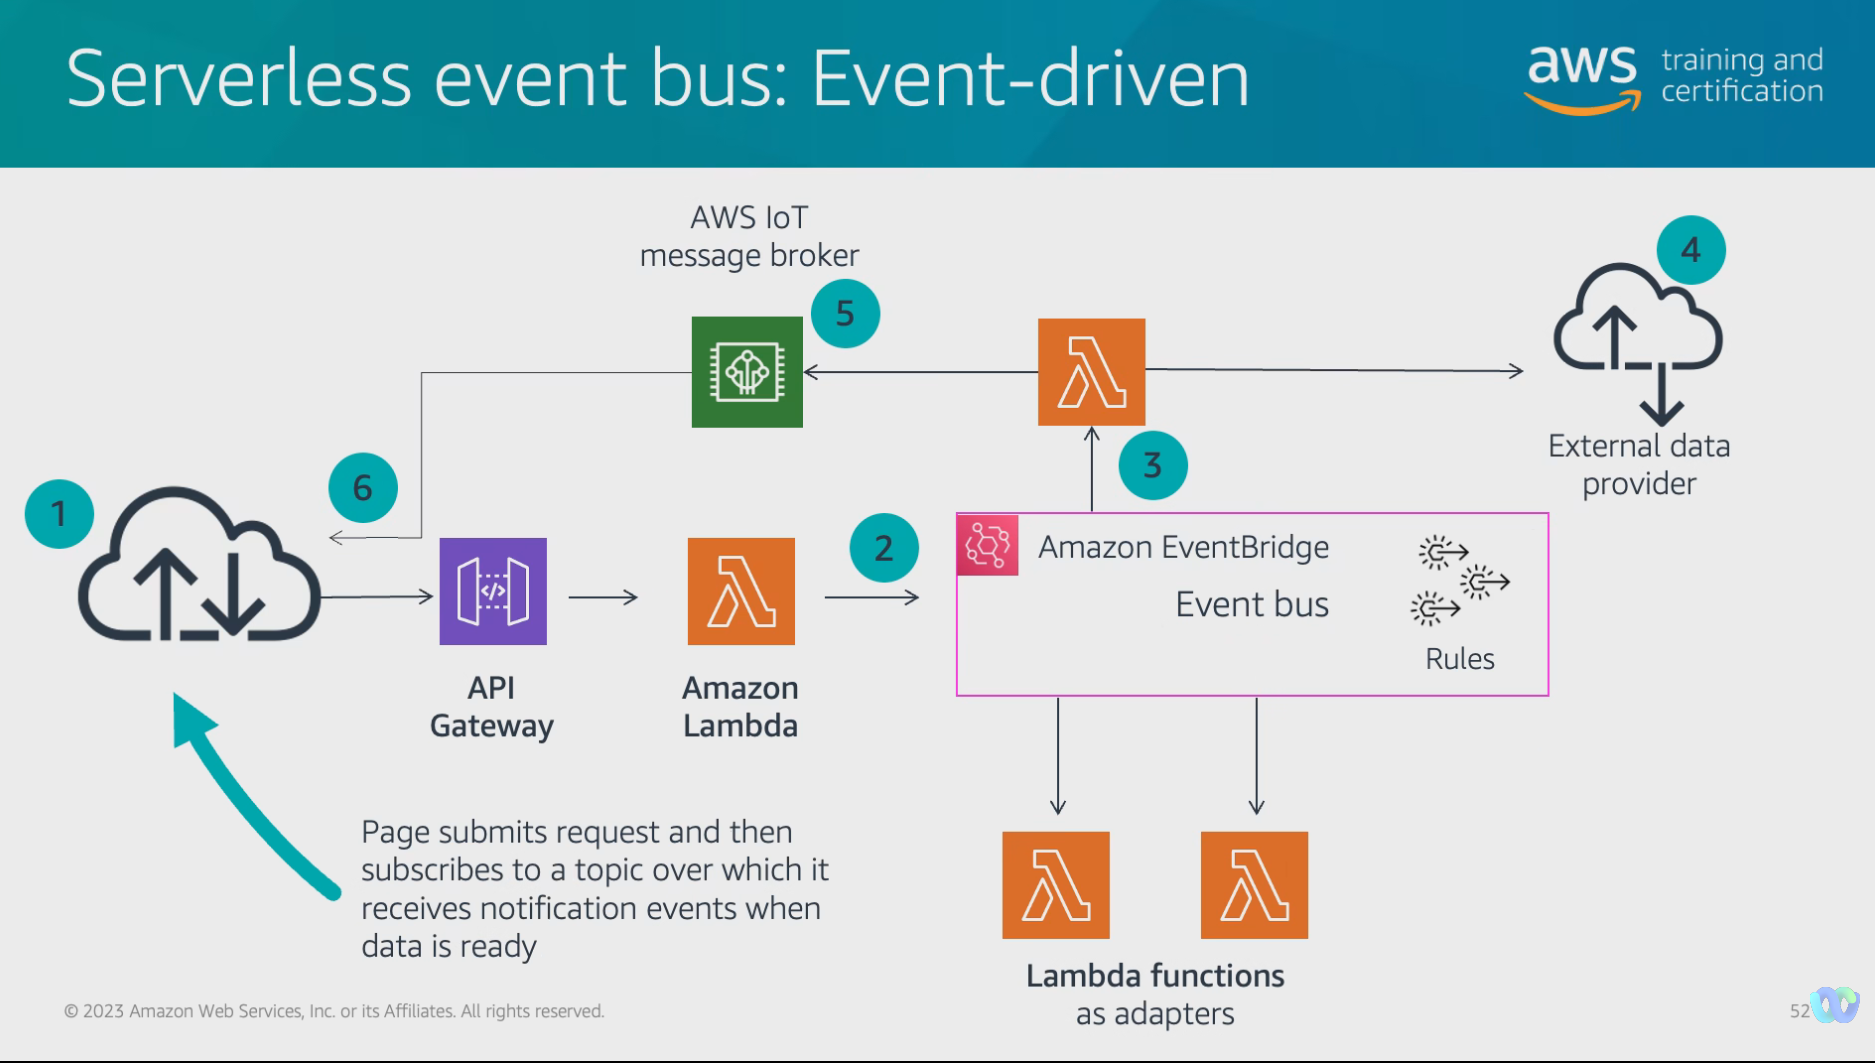 Serverless event bus: Event-driven
aws training and
certification
AWS IoT
message broker
4
5
External data
provider
3
6
1
2
Amazon EventBridge
Event bus
Rules
API
Gateway
Amazon
Lambda
Page submits request and then
subscribes to a topic over which it
receives notification events when
data is ready
Lambda functions
as adapters
© 2023 Amazon Web Services, Inc. or its Affiliates. All rights reserved.
52